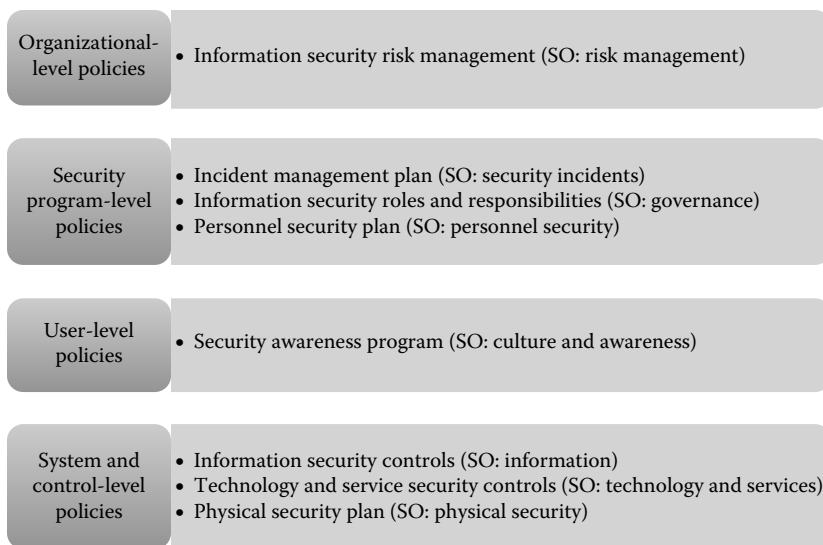 Organizational-
level policies
• Information security risk management (SO: risk management)
Security
program-level
policies
• Incident management plan (SO: security incidents)
• Information security roles and responsibilities (SO: governance)
• Personnel security plan (SO: personnel security)
User-level
policies
• Security awareness program (SO: culture and awareness)
System and
control-level
policies
• Information security controls (SO: information)
• Technology and service security controls (SO: technology and services)
• Physical security plan (SO: physical security)